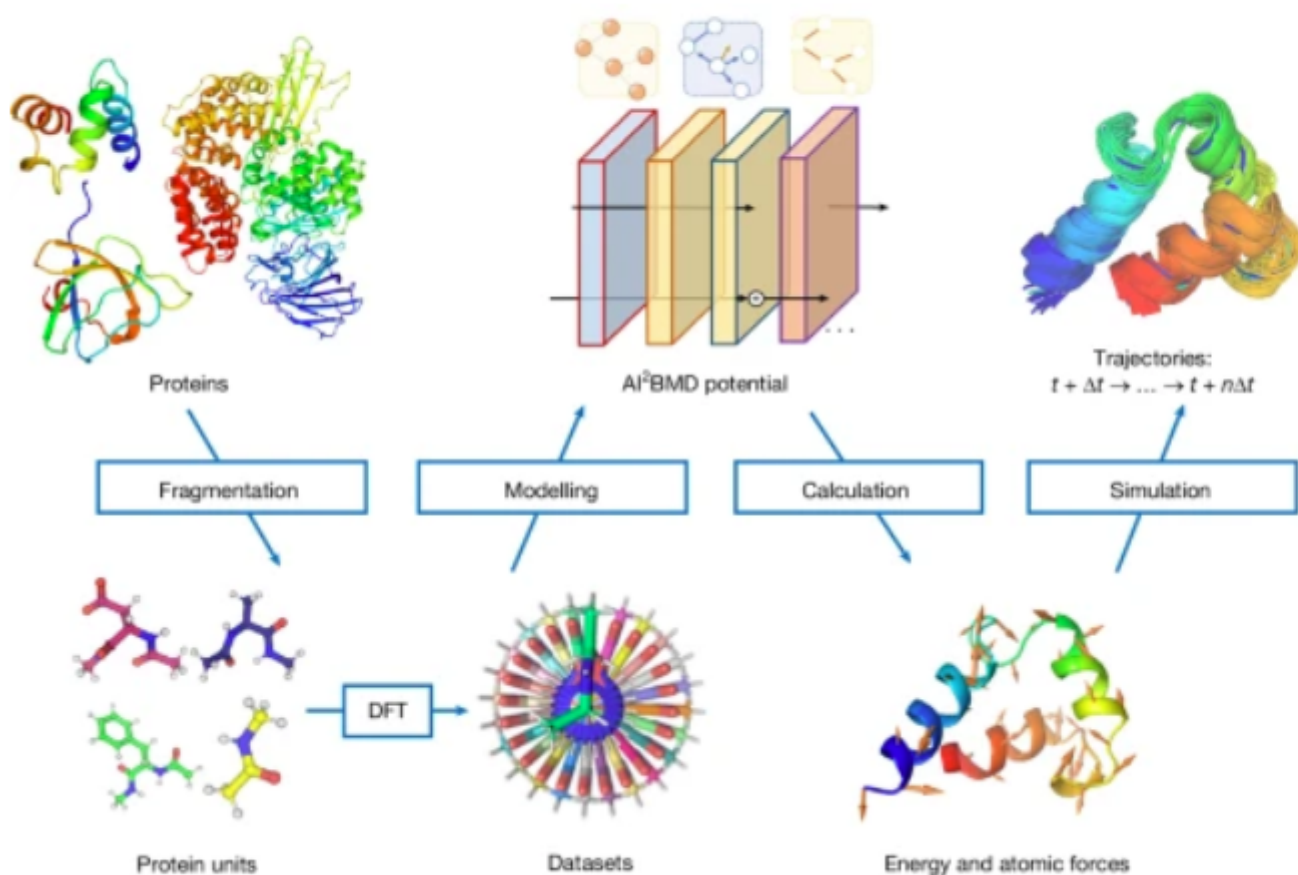 Proteins
AI²BMD potential
Trajectories:
t + Δt → ... → t + nΔt
Fragmentation
Modelling
Calculation
Simulation
DFT
Protein units
Datasets
Energy and atomic forces